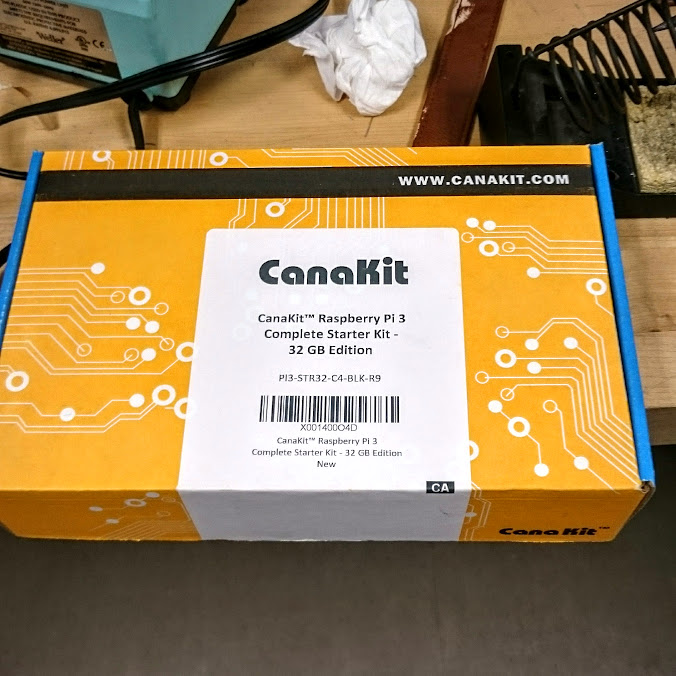 Weller
WWW.CANAKIT.COM
CanaKit
CanaKit™ Raspberry Pi 3
Complete Starter Kit -
32 GB Edition
PI3-STR32-C4-BLK-R9
X001400O4D
CanaKit™ Raspberry Pi 3
Complete Starter Kit - 32 GB Edition
New
CA
CanaKit™